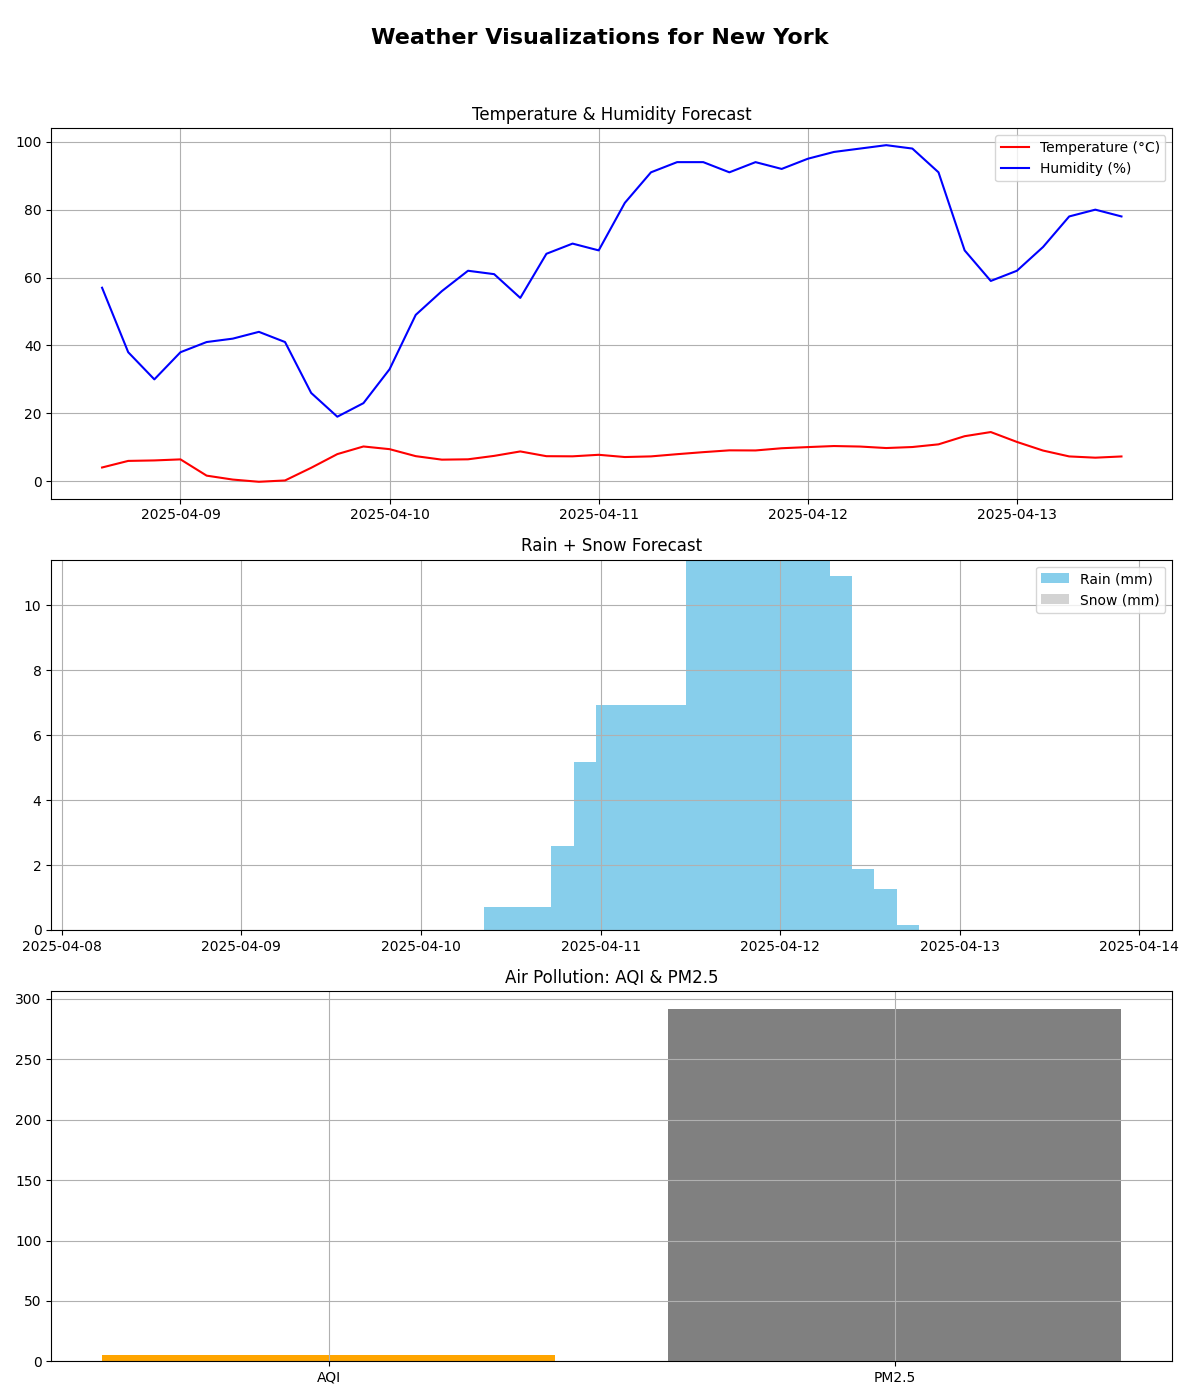 Weather Visualizations for New York
Temperature & Humidity Forecast
100
80
60
40
20
0
Temperature (°C)
Humidity (%)
2025-04-09 2025-04-10 2025-04-11 2025-04-12 2025-04-13
Rain + Snow Forecast
10
8
6
4
2
0
Rain (mm)
Snow (mm)
2025-04-08 2025-04-09 2025-04-10 2025-04-11 2025-04-12 2025-04-13 2025-04-14
Air Pollution: AQI & PM2.5
300
250
200
150
100
50
0
AQI PM2.5